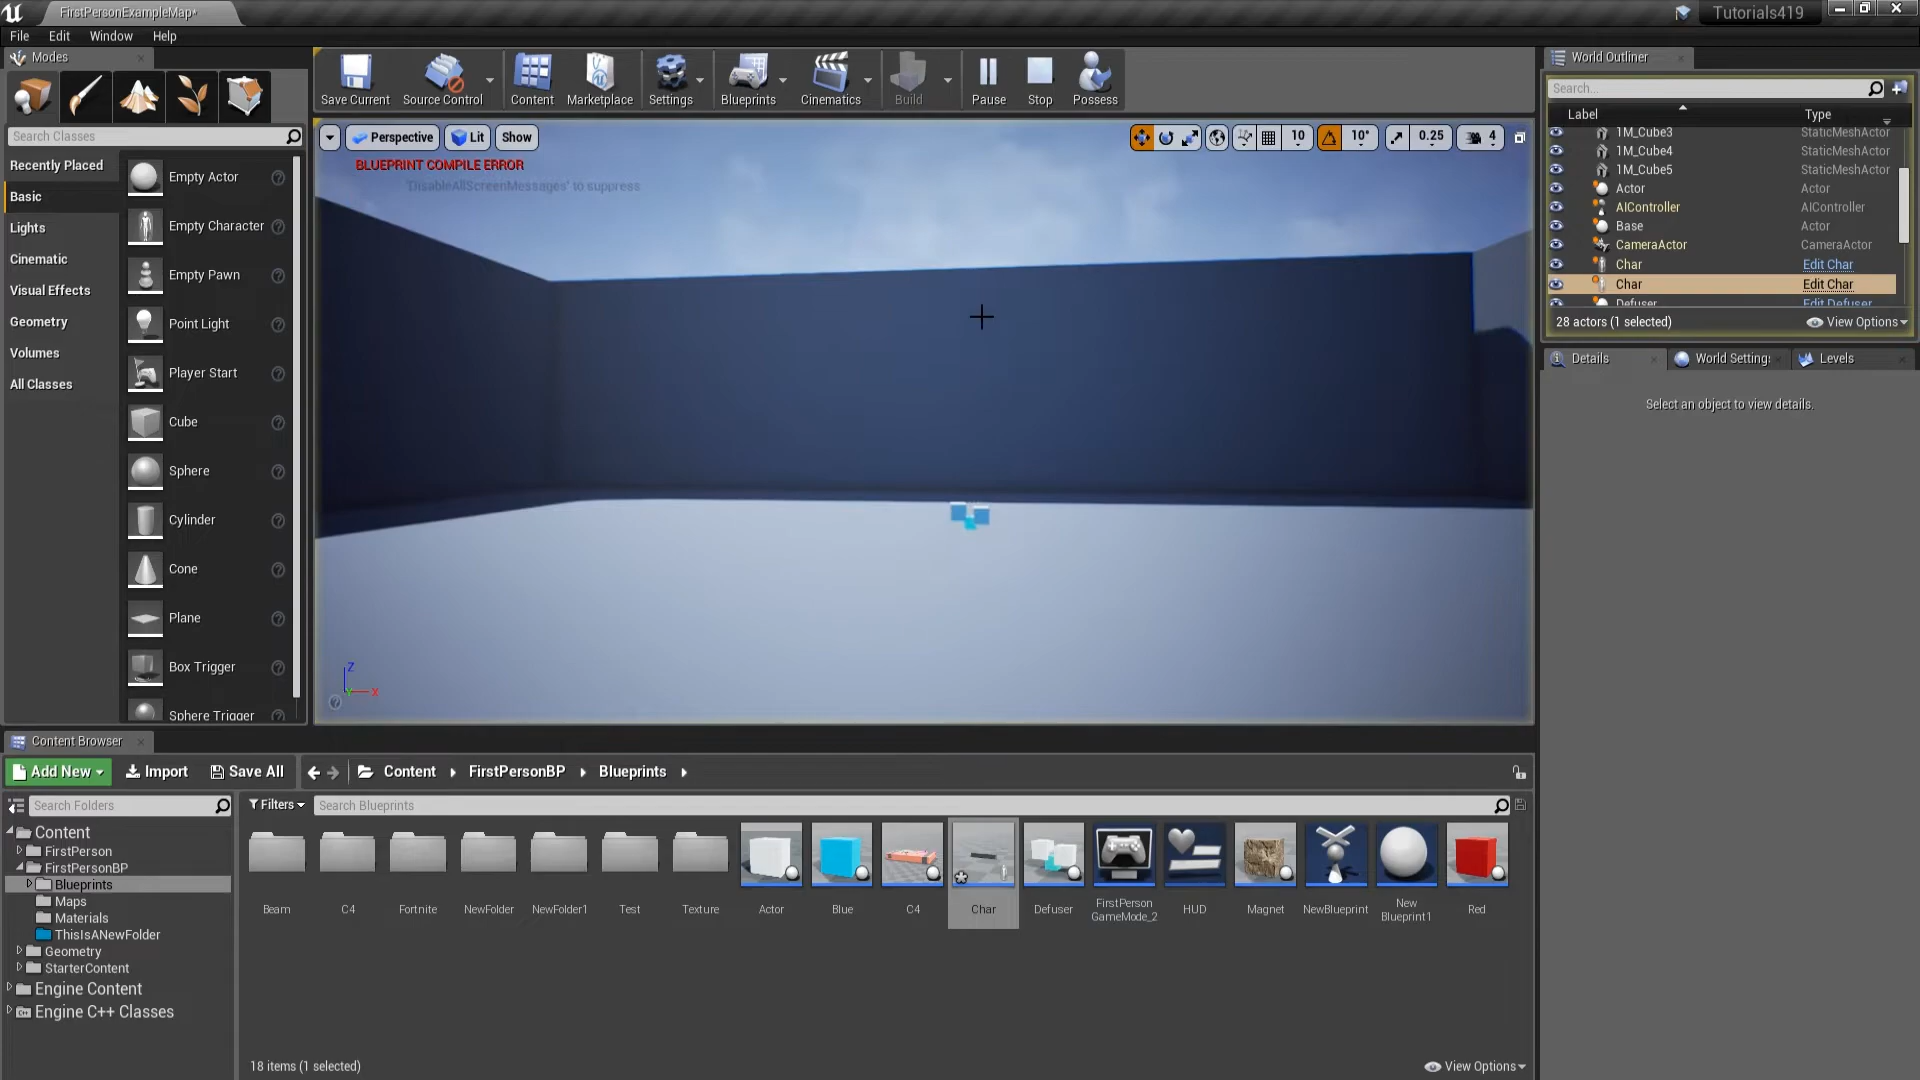 FirstPersonExampleMap*
Tutorials419
File Edit Window Help
Modes
Search Classes
Recently Placed
Basic
Lights
Cinematic
Visual Effects
Geometry
Volumes
All Classes
Empty Actor
Empty Character
Empty Pawn
Point Light
Player Start
Cube
Sphere
Cylinder
Cone
Plane
Box Trigger
Sphere Trigger
Save Current Source Control Content Marketplace Settings Blueprints Cinematics Build Pause Stop Possess
Perspective Lit Show
10 10° 0.25 4
BLUEPRINT COMPILE ERROR
'DisableAllScreenMessages' to suppress
Z
X
World Outliner
Search...
Label Type
1M_Cube3 StaticMeshActor
1M_Cube4 StaticMeshActor
1M_Cube5 StaticMeshActor
Actor Actor
AIController AIController
Base Actor
CameraActor CameraActor
Char Edit Char
Char Edit Char
Defuser Edit Defuser
28 actors (1 selected) View Options
Details World Settings Levels
Select an object to view details.
Content Browser
Add New Import Save All Content FirstPersonBP Blueprints
Search Folders
Filters Search Blueprints
Content
FirstPerson
FirstPersonBP
Blueprints
Maps
Materials
ThisIsANewFolder
Geometry
StarterContent
Engine Content
Engine C++ Classes
Beam C4 Fortnite NewFolder NewFolder1 Test Texture Actor Blue C4 Char Defuser FirstPerson HUD Magnet NewBlueprint New Red
GameMode_2 Blueprint1
18 items (1 selected) View Options